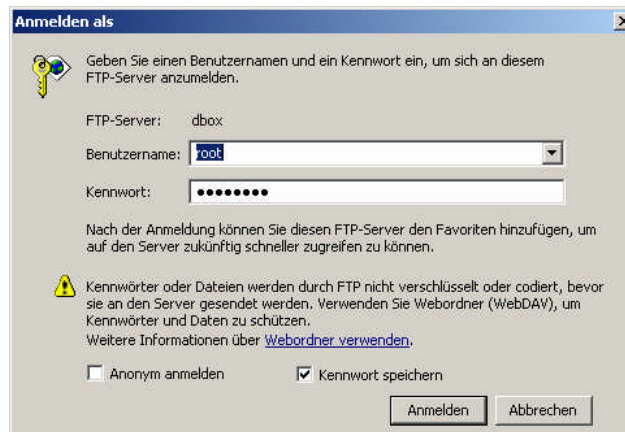 Anmelden als
Geben Sie einen Benutzernamen und ein Kennwort ein, um sich an diesem
FTP-Server anzumelden.
FTP-Server: dbox
Benutzername: root
Kennwort: ●●●●●●●●
Nach der Anmeldung können Sie diesen FTP-Server den Favoriten hinzufügen, um
auf den Server zukünftig schneller zugreifen zu können.
Kennwörter oder Dateien werden durch FTP nicht verschlüsselt oder codiert, bevor
sie an den Server gesendet werden. Verwenden Sie Webordner (WebDAV), um
Kennwörter und Daten zu schützen.
Weitere Informationen über Webordner verwenden.
Anonym anmelden Kennwort speichern
Anmelden Abbrechen